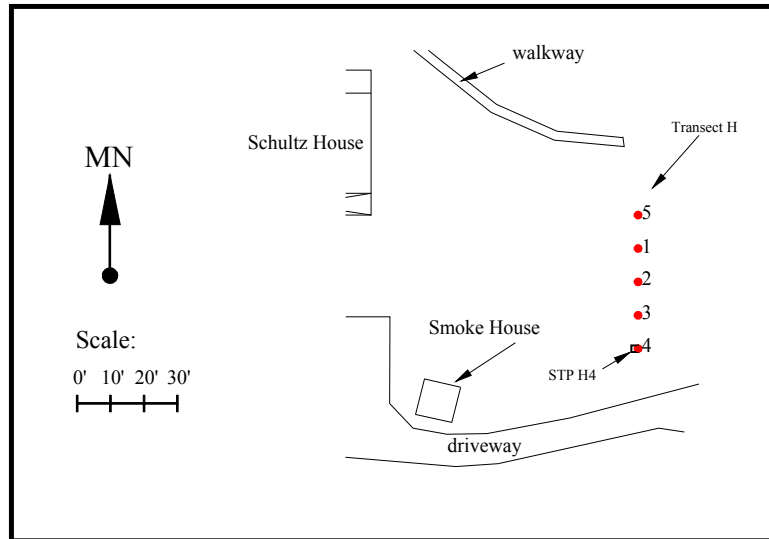 walkway
Transect H
Schultz House
MN
5
1
2
3
4
Scale:
0' 10' 20' 30'
Smoke House
STP H4
driveway